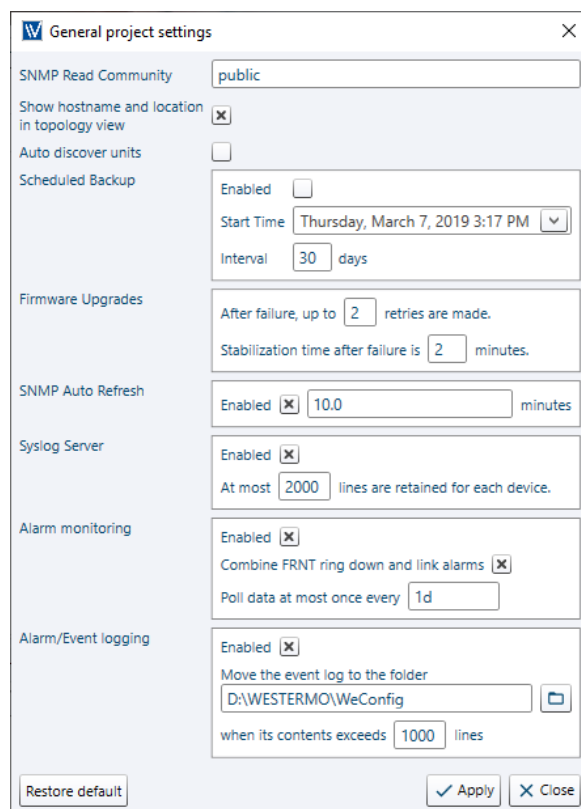 General project settings
SNMP Read Community
public
Show hostname and location
in topology view
Auto discover units
Scheduled Backup
Enabled
Start Time Thursday, March 7, 2019 3:17 PM
Interval 30 days
Firmware Upgrades
After failure, up to 2 retries are made.
Stabilization time after failure is 2 minutes.
SNMP Auto Refresh
Enabled 10.0 minutes
Syslog Server
Enabled
At most 2000 lines are retained for each device.
Alarm monitoring
Enabled
Combine FRNT ring down and link alarms
Poll data at most once every 1d
Alarm/Event logging
Enabled
Move the event log to the folder
D:\WESTERMO\WeConfig
when its contents exceeds 1000 lines
Restore default
Apply
Close